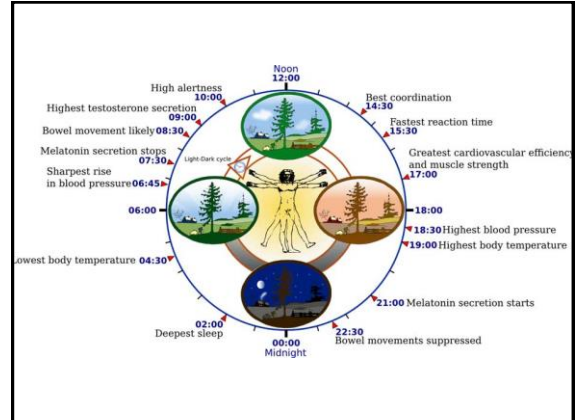 Noon
12:00
High alertness
10:00
Highest testosterone secretion
09:00
Bowel movement likely 08:30
Melatonin secretion stops
07:30
Sharpest rise
in blood pressure 06:45
06:00
Lowest body temperature 04:30
02:00
Deepest sleep
00:00
Midnight
Light-Dark cycle
Best coordination
14:30
Fastest reaction time
15:30
Greatest cardiovascular efficiency
and muscle strength
17:00
18:00
18:30 Highest blood pressure
19:00 Highest body temperature
21:00 Melatonin secretion starts
22:30
Bowel movements suppressed